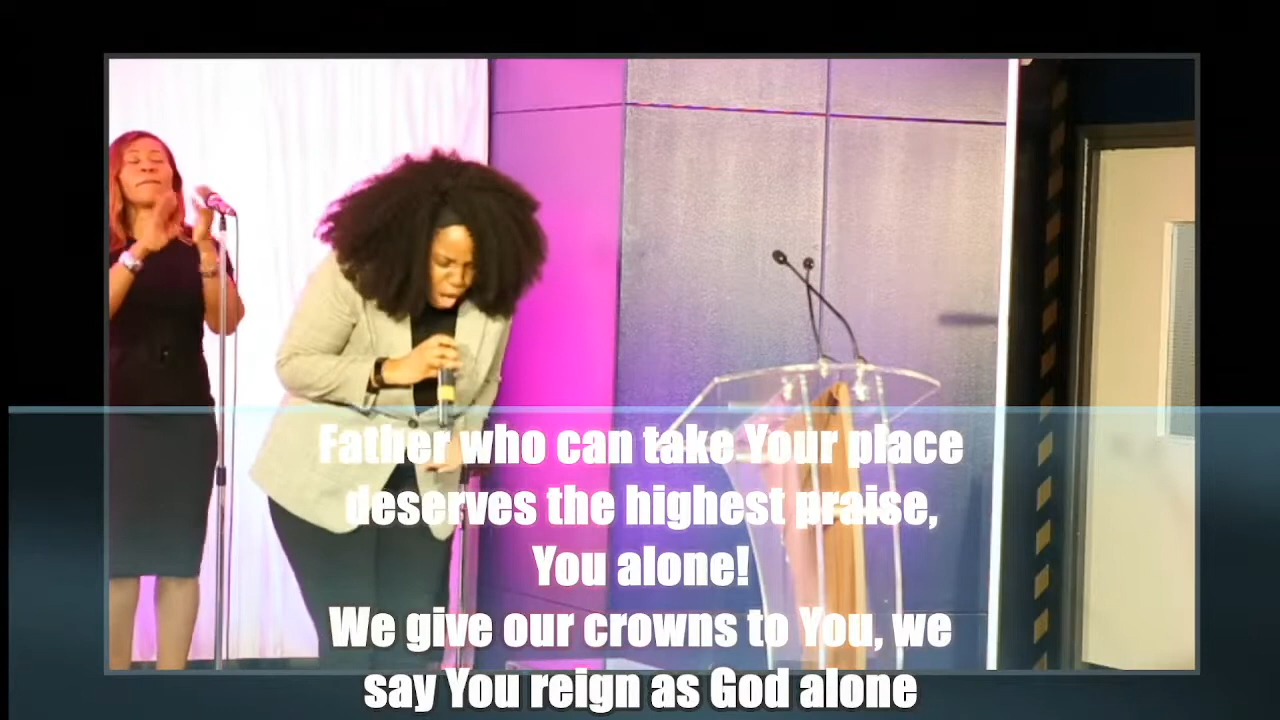 Father who can take Your place
deserves the highest praise,
You alone!
We give our crowns to You, we
say You reign as God alone